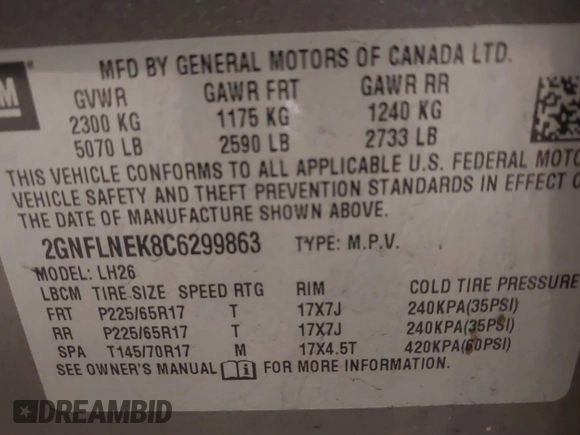 M
MFD BY GENERAL MOTORS OF CANADA LTD.
GVWR GAWR FRT GAWR RR
2300 KG 1175 KG 1240 KG
5070 LB 2590 LB 2733 LB
THIS VEHICLE CONFORMS TO ALL APPLICABLE U.S. FEDERAL MOTO
VEHICLE SAFETY AND THEFT PREVENTION STANDARDS IN EFFECT O
THE DATE OF MANUFACTURE SHOWN ABOVE.
2GNFLNEK8C6299863 TYPE: M.P.V.
MODEL: LH26
LBCM TIRE SIZE SPEED RTG RIM COLD TIRE PRESSURE
FRT P225/65R17 T 17X7J 240KPA(35PSI)
RR P225/65R17 T 17X7J 240KPA(35PSI)
SPA T145/70R17 M 17X4.5T 420KPA(60PSI)
SEE OWNER'S MANUAL FOR MORE INFORMATION.
DREAMBID